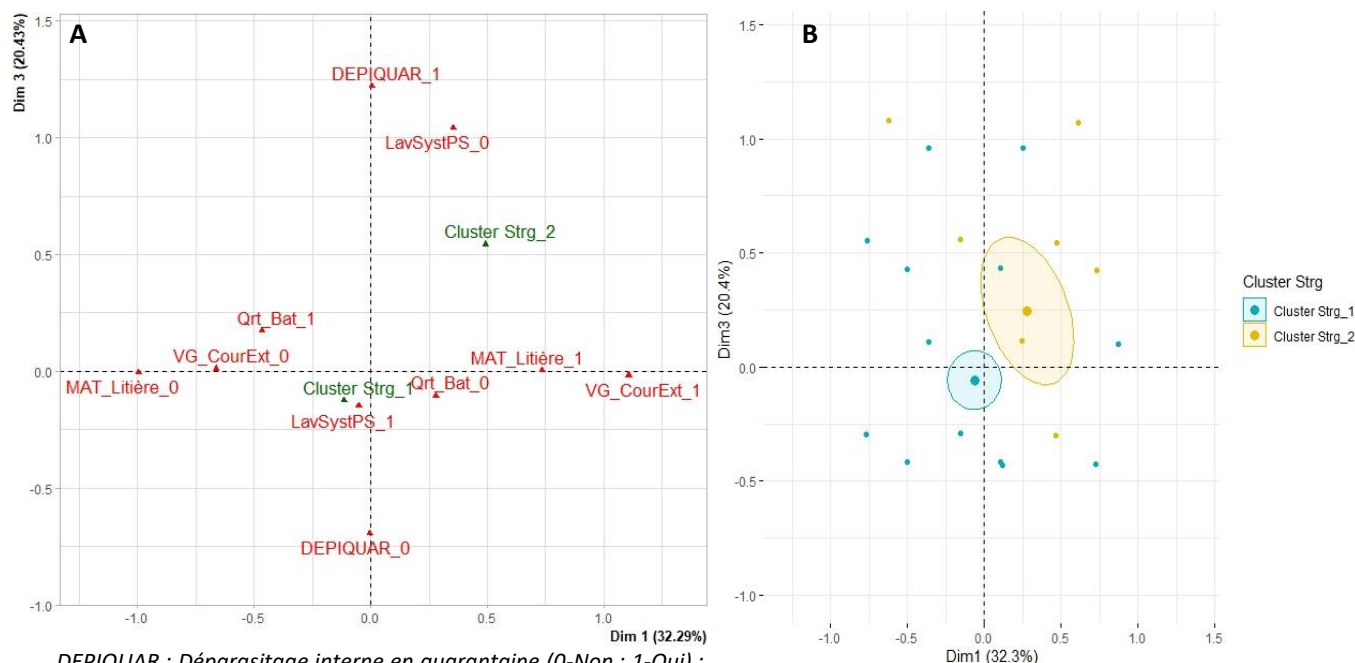 A
Dim 3 (20.43%)
1.5
1.0
0.5
0.0
-0.5
-1.0
DEPIQUAR_1
LavSystPS_0
Cluster Strg_2
Qrt_Bat_1
VG_CourExt_0
MAT_Litière_0
MAT_Litière_1
VG_CourExt_1
Cluster Strg_1
Qrt_Bat_0
LavSystPS_1
DEPIQUAR_0
-1.0 -0.5 0.0 0.5 1.0
Dim 1 (32.29%)
B
Dim3 (20.4%)
1.5
1.0
0.5
0.0
-0.5
-1.0
-1.0 -0.5 0.0 0.5 1.0 1.5
Dim1 (32.3%)
Cluster Strg
Cluster Strg_1
Cluster Strg_2
DEPIQUAR : Déparasitage interne en quarantaine (0-Non ; 1-Oui) ;